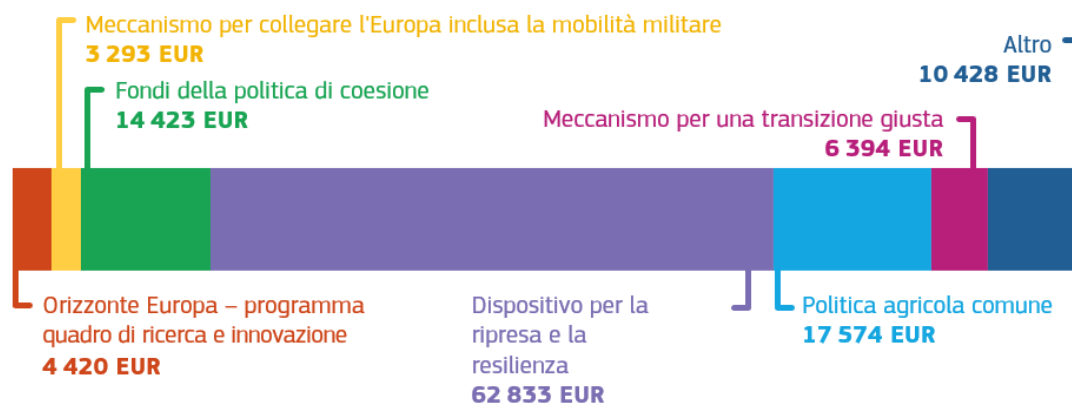 Meccanismo per collegare l'Europa inclusa la mobilità militare
3 293 EUR
Altro
10 428 EUR
Fondi della politica di coesione
14 423 EUR
Meccanismo per una transizione giusta
6 394 EUR
Orizzonte Europa – programma
quadro di ricerca e innovazione
4 420 EUR
Dispositivo per la
ripresa e la
resilienza
62 833 EUR
Politica agricola comune
17 574 EUR